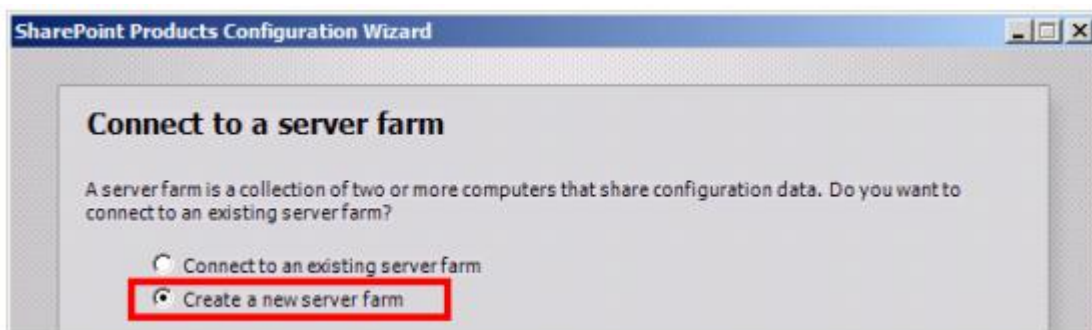 SharePoint Products Configuration Wizard
Connect to a server farm
A server farm is a collection of two or more computers that share configuration data. Do you want to
connect to an existing server farm?
Connect to an existing server farm
Create a new server farm